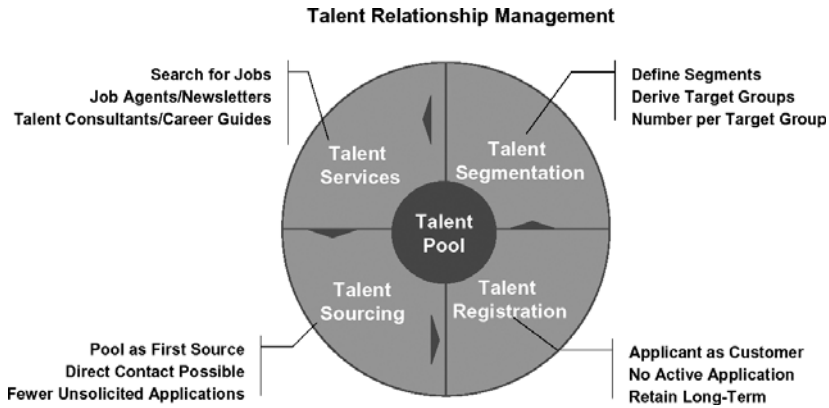 Talent Relationship Management
Search for Jobs
Job Agents/Newsletters
Talent Consultants/Career Guides
Define Segments
Derive Target Groups
Number per Target Group
Talent
Services
Talent
Segmentation
Talent
Pool
Talent
Sourcing
Talent
Registration
Pool as First Source
Direct Contact Possible
Fewer Unsolicited Applications
Applicant as Customer
No Active Application
Retain Long-Term